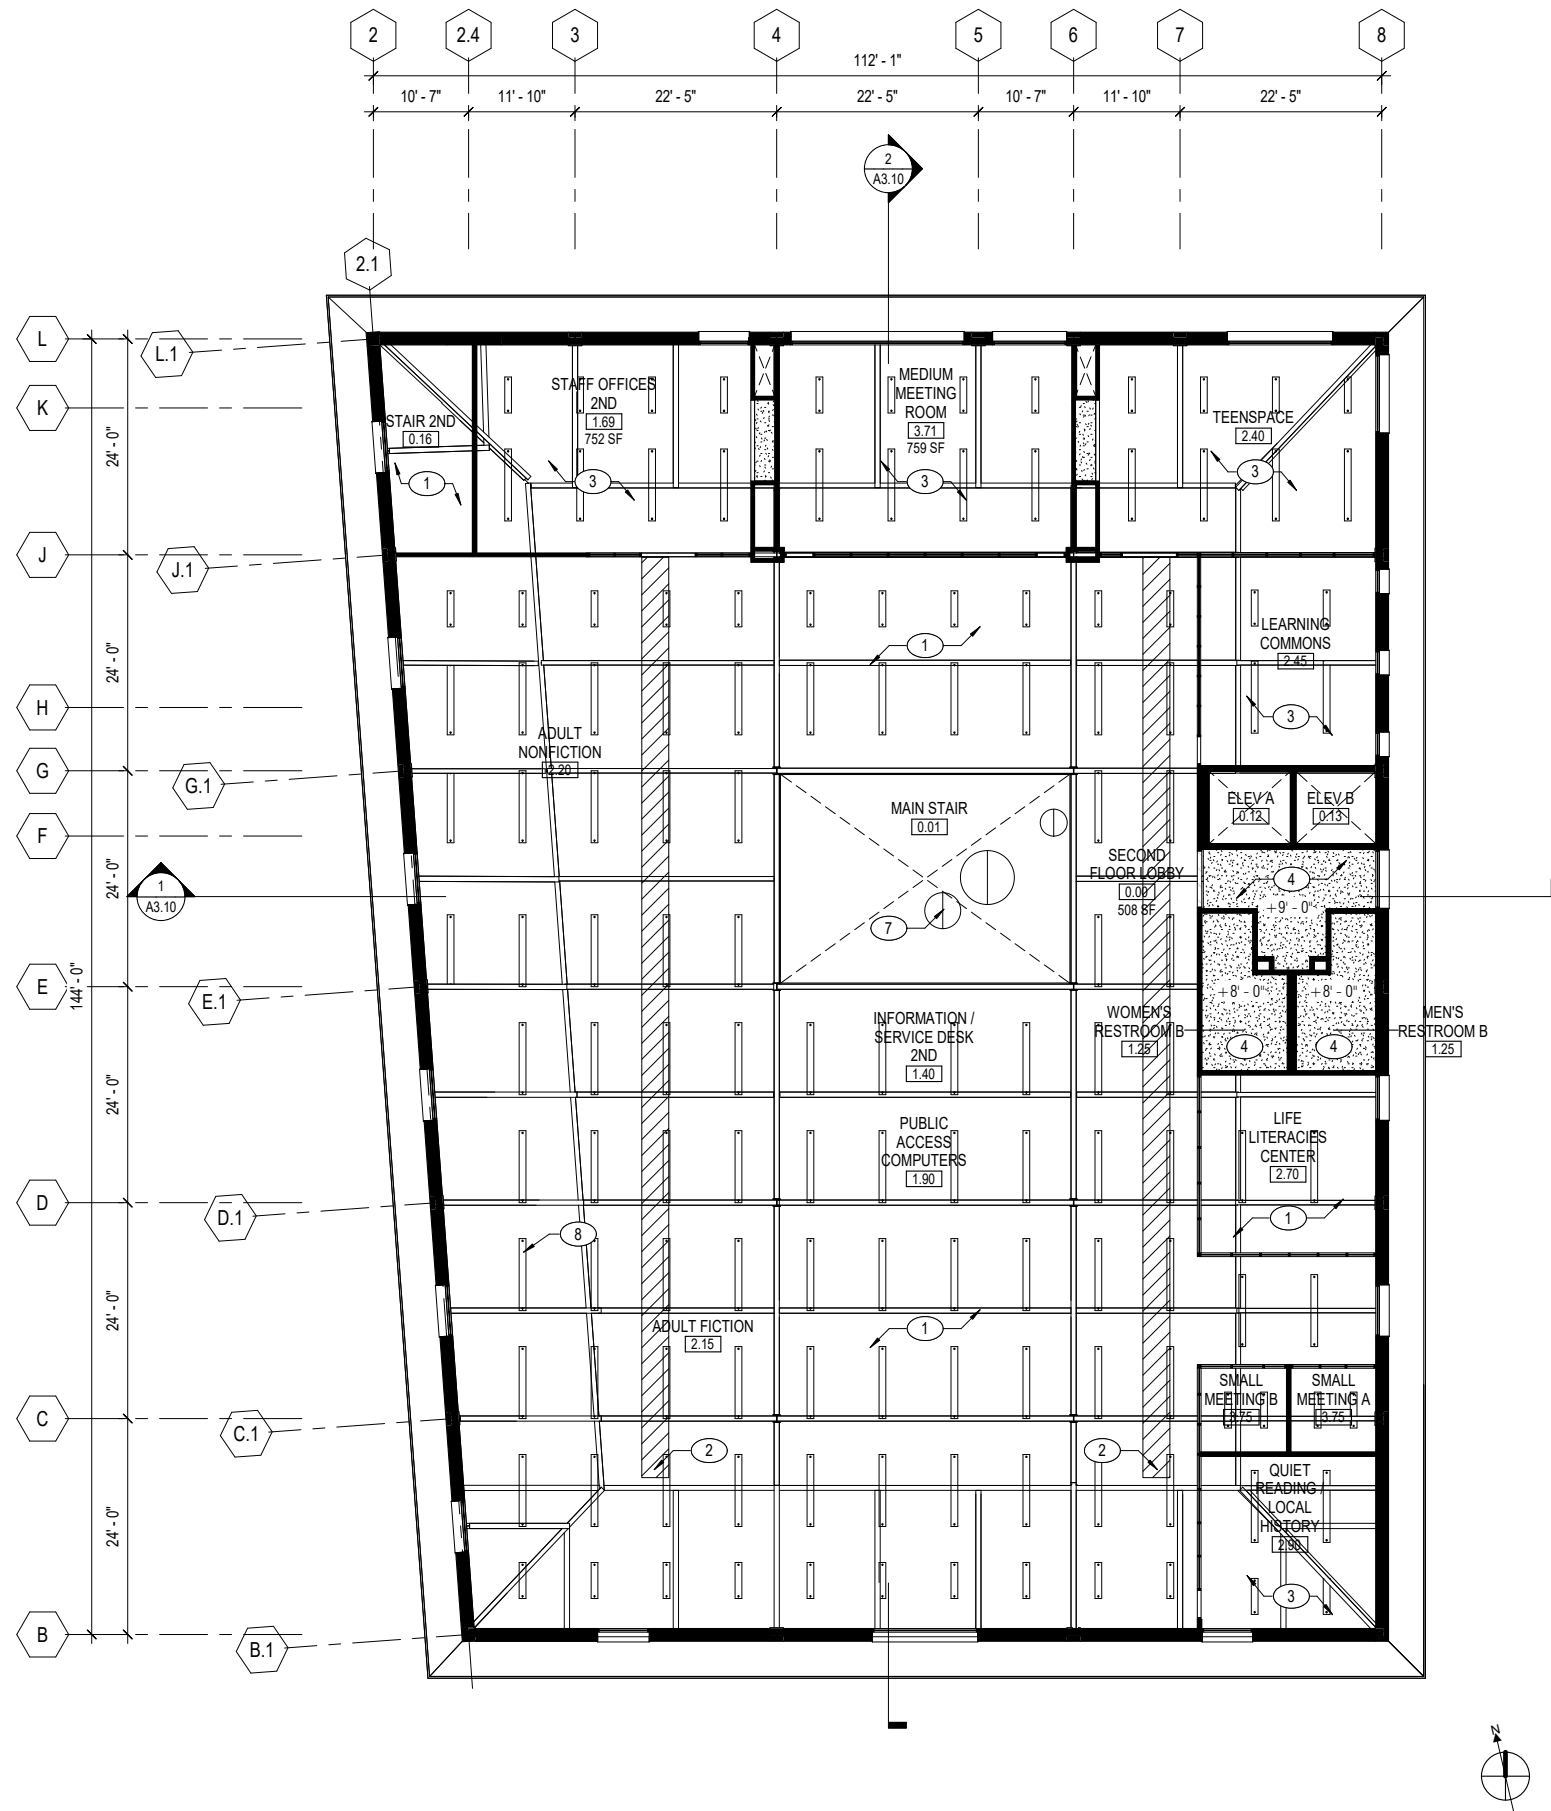 2
2.4
3
4
5
6
7
8
112' - 1"
10' - 7"
11' - 10"
22' - 5"
22' - 5"
10' - 7"
11' - 10"
22' - 5"
2
A3.10
2.1
L
L.1
K
J
J.1
H
G
G.1
F
E
E.1
D
D.1
C
C.1
B
B.1
24' - 0"
24' - 0"
24' - 0"
24' - 0"
24' - 0"
24' - 0"
144' - 0"
1
A3.10
STAIR 2ND
0.16
1
STAFF OFFICES
2ND
1.69
752 SF
3
MEDIUM
MEETING
ROOM
3.71
759 SF
3
TEENSPACE
2.40
3
1
LEARNING
COMMONS
2.45
3
ADULT
NONFICTION
2.20
MAIN STAIR
0.01
7
ELEV A
0.12
ELEV B
0.13
SECOND
FLOOR LOBBY
0.00
508 SF
4
+9' - 0"
+8' - 0"
+8' - 0"
WOMEN'S
RESTROOM B
1.25
4
4
MEN'S
RESTROOM B
1.25
INFORMATION /
SERVICE DESK
2ND
1.40
PUBLIC
ACCESS
COMPUTERS
1.90
LIFE
LITERACIES
CENTER
2.70
1
8
ADULT FICTION
2.15
1
SMALL
MEETING B
3.75
SMALL
MEETING A
3.75
2
2
QUIET
READING /
LOCAL
HISTORY
2.90
3
N